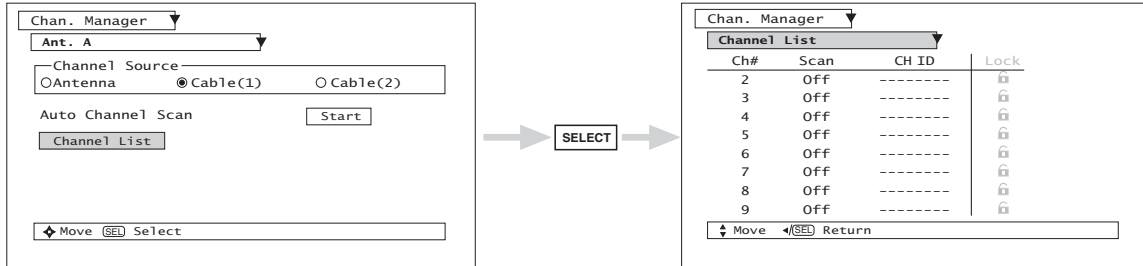 Chan. Manager
Ant. A
Channel Source
Antenna Cable(1) Cable(2)
Auto Channel Scan Start
Channel List
Move SEL Select
SELECT
Chan. Manager
Channel List
Ch# Scan CH ID Lock
2 Off --------
3 Off --------
4 Off --------
5 Off --------
6 Off --------
7 Off --------
8 Off --------
9 Off --------
Move /SEL Return